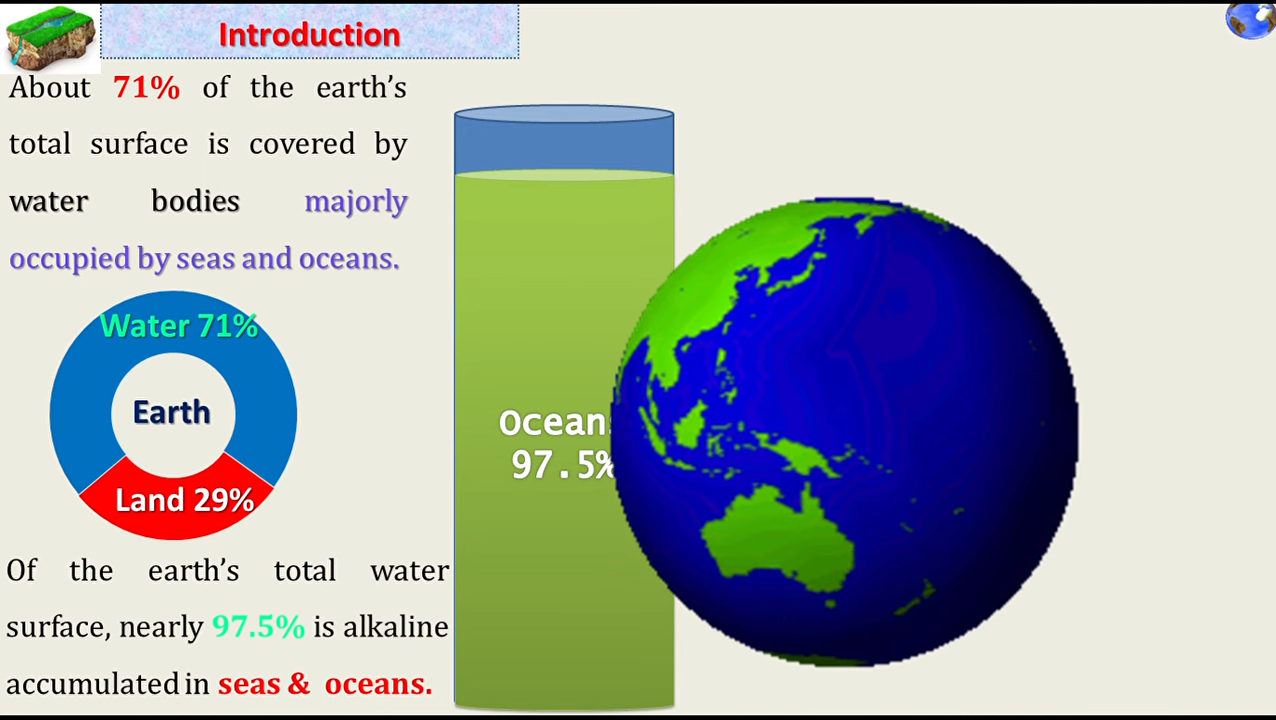 Introduction
About 71% of the earth's
total surface is covered by
water bodies majorly
occupied by seas and oceans.
Water 71%
Earth
Land 29%
Of the earth's total water
surface, nearly 97.5% is alkaline
accumulated in seas & oceans.
Ocean
97.5%